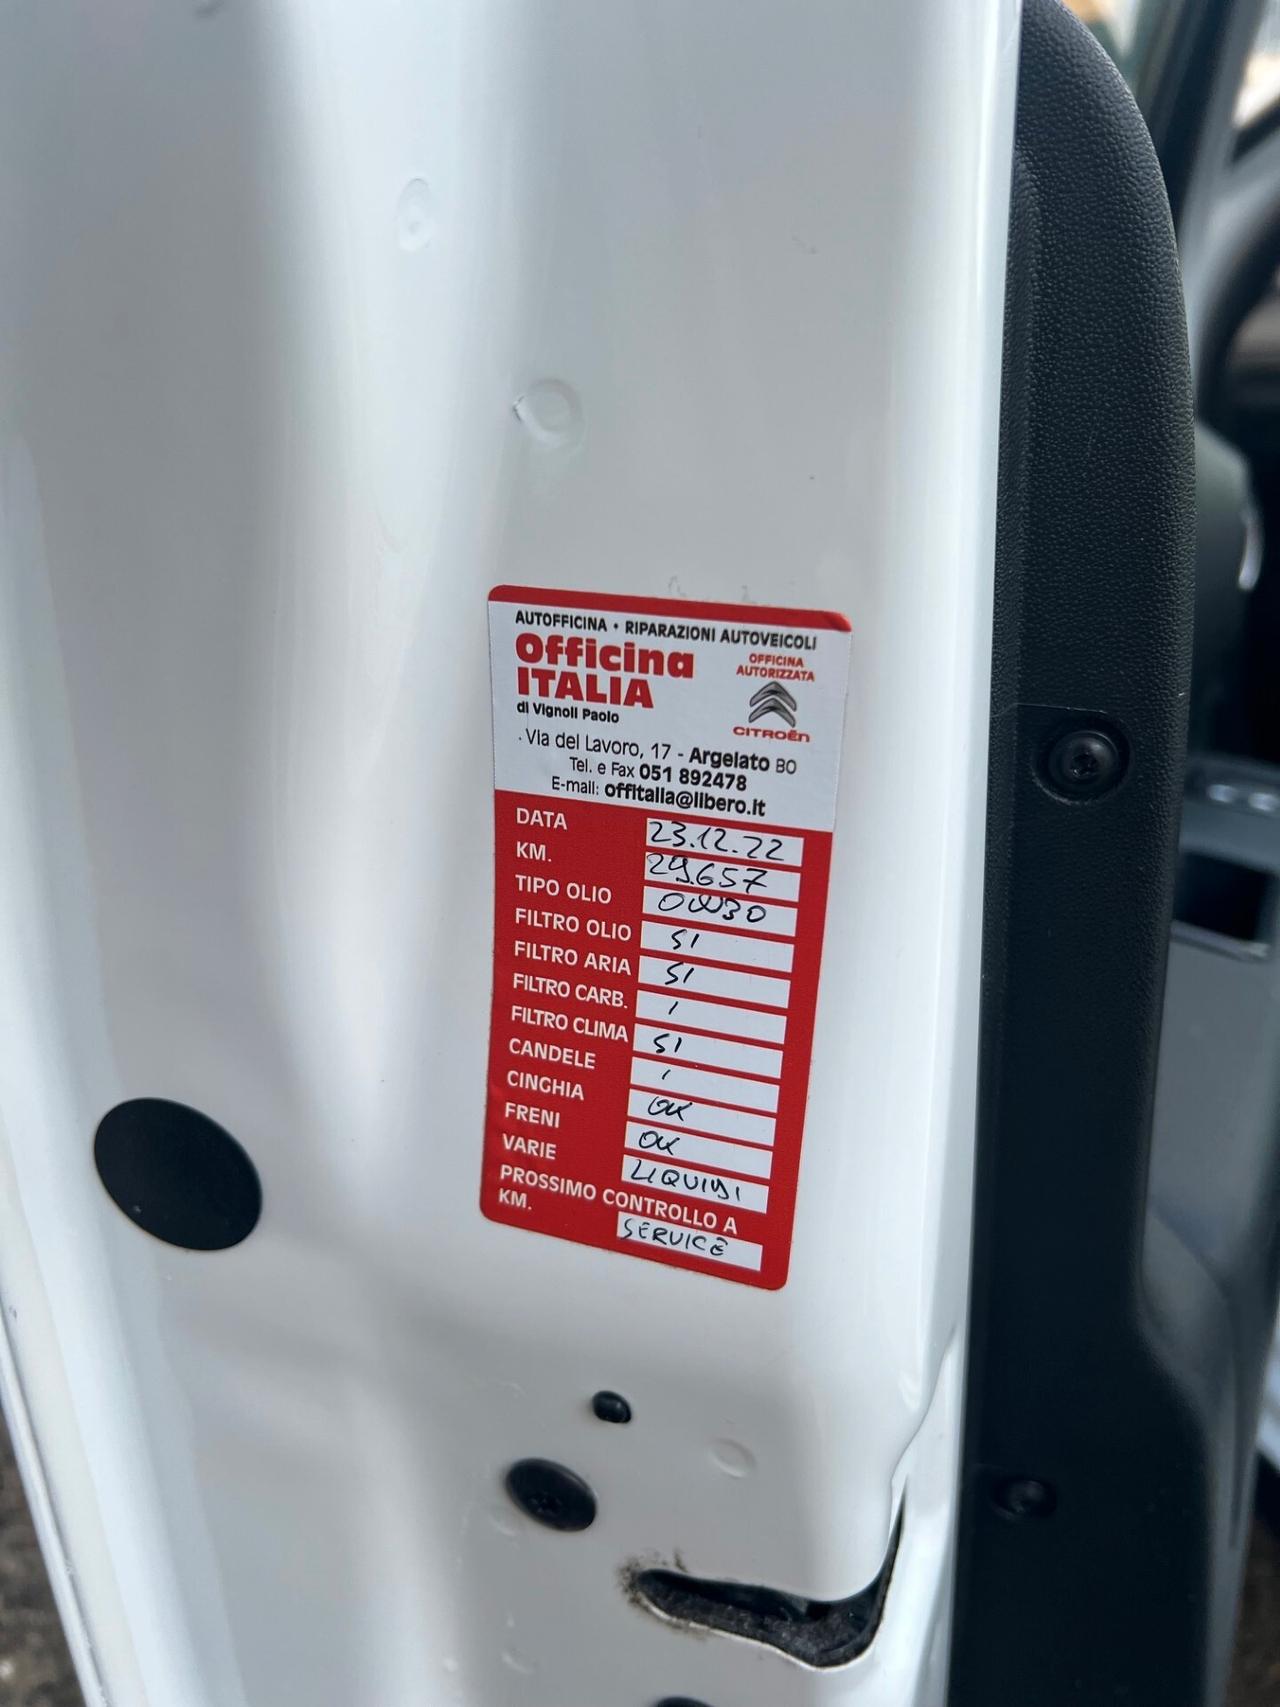 AUTOFFICINA • RIPARAZIONI AUTOVEICOLI
Officina
ITALIA
di Vignoli Paolo
OFFICINA
AUTORIZZATA
CITROËN
Via del Lavoro, 17 - Argelato BO
Tel. e Fax 051 892478
E-mail: offitalia@libero.it
DATA 23.12.22
KM. 29.657
TIPO OLIO 0W30
FILTRO OLIO SI
FILTRO ARIA SI
FILTRO CARB. /
FILTRO CLIMA SI
CANDELE /
CINGHIA OK
FRENI OK
VARIE LIQUIDI
PROSSIMO CONTROLLO A
KM. SERVICE